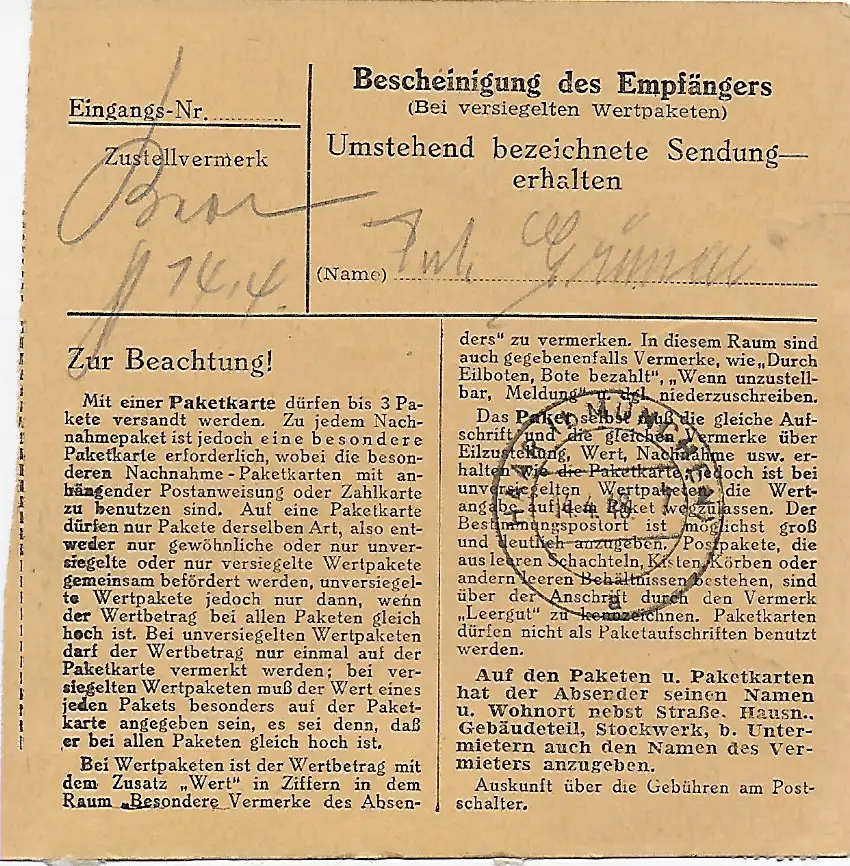 Eingangs-Nr.
Zustellvermerk
14.4.
Bescheinigung des Empfängers
(Bei versiegelten Wertpaketen)
Umstehend bezeichnete Sendung—
erhalten
(Name)
Zur Beachtung!
Mit einer Paketkarte dürfen bis 3 Pa-
kete versandt werden. Zu jedem Nach-
nahmepaket ist jedoch eine besondere
Paketkarte erforderlich, wobei die beson-
deren Nachnahme-Paketkarten mit an-
hängender Postanweisung oder Zahlkarte
zu benutzen sind. Auf eine Paketkarte
dürfen nur Pakete derselben Art, also ent-
weder nur gewöhnliche oder nur unver-
siegelte oder nur versiegelte Wertpakete
gemeinsam befördert werden, unversiegel-
te Wertpakete jedoch nur dann, wenn
der Wertbetrag bei allen Paketen gleich
hoch ist. Bei unversiegelten Wertpaketen
darf der Wertbetrag nur einmal auf der
Paketkarte vermerkt werden; bei ver-
siegelten Wertpaketen muß der Wert eines
jeden Pakets besonders auf der Paket-
karte angegeben sein, es sei denn, daß
er bei allen Paketen gleich hoch ist.
Bei Wertpaketen ist der Wertbetrag mit
dem Zusatz „Wert" in Ziffern in dem
Raum „Besondere Vermerke des Absen-
ders" zu vermerken. In diesem Raum sind
auch gegebenenfalls Vermerke, wie „Durch
Eilboten, Bote bezahlt", „Wenn unzustell-
bar, Meldung" u. dgl. niederzuschreiben.
Das Paket selbst muß die gleiche Auf-
schrift und die gleichen Vermerke über
Eilzustellung, Wert, Nachnahme usw. er-
halten wie die Paketkarte; jedoch ist bei
unversiegelten Wertpaketen die Wert-
angabe auf dem Paket wegzulassen. Der
Bestimmungspostort ist möglichst groß
und deutlich anzugeben. Postpakete, die
aus leeren Schachteln, Kisten, Körben oder
andern leeren Behältnissen bestehen, sind
über der Anschrift durch den Vermerk
„Leergut" zu kennzeichnen. Paketkarten
dürfen nicht als Paketaufschriften benutzt
werden.
Auf den Paketen u. Paketkarten
hat der Absender seinen Namen
u. Wohnort nebst Straße, Hausn.,
Gebäudeteil, Stockwerk, b. Unter-
mietern auch den Namen des Ver-
mieters anzugeben.
Auskunft über die Gebühren am Post-
schalter.
HAAR (MÜNCHEN)
a